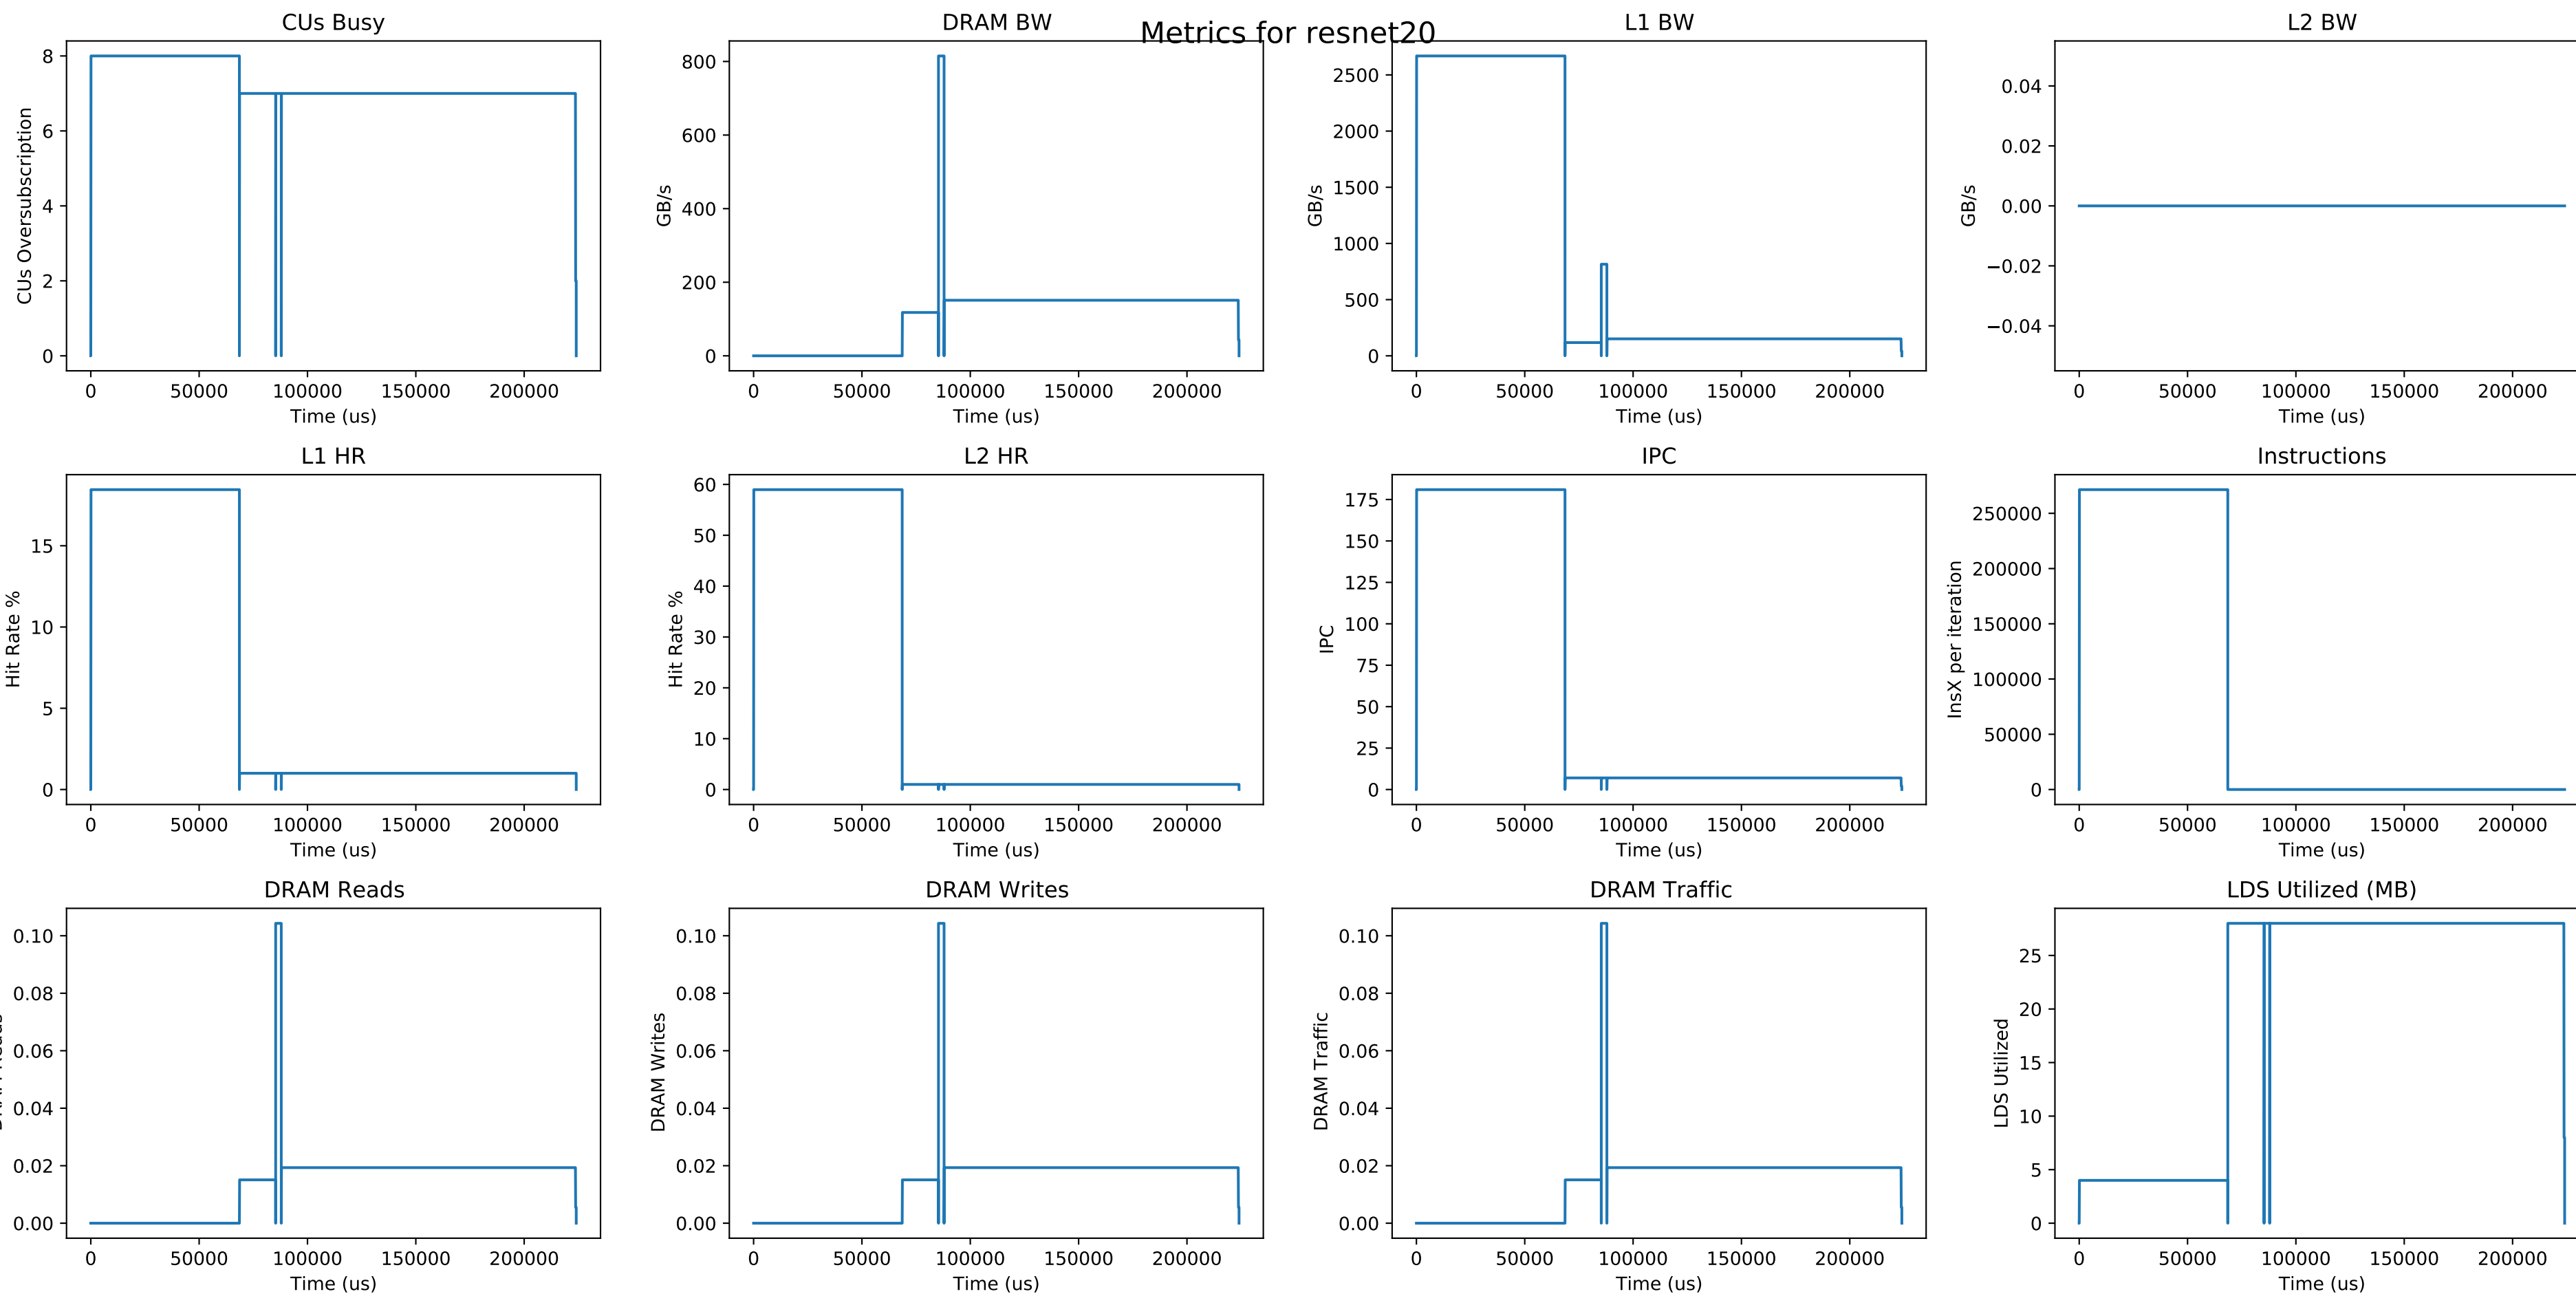 Metrics for resnet20
CUs Busy
CUs Oversubscription
8
6
4
2
0
0 50000 100000 150000 200000
Time (us)
DRAM BW
GB/s
800
600
400
200
0
0 50000 100000 150000 200000
Time (us)
L1 BW
GB/s
2500
2000
1500
1000
500
0
0 50000 100000 150000 200000
Time (us)
L2 BW
GB/s
0.04
0.02
0.00
−0.02
−0.04
0 50000 100000 150000 200000
Time (us)
L1 HR
Hit Rate %
15
10
5
0
0 50000 100000 150000 200000
Time (us)
L2 HR
Hit Rate %
60
50
40
30
20
10
0
0 50000 100000 150000 200000
Time (us)
IPC
IPC
175
150
125
100
75
50
25
0
0 50000 100000 150000 200000
Time (us)
Instructions
InsX per iteration
250000
200000
150000
100000
50000
0
0 50000 100000 150000 200000
Time (us)
DRAM Reads
0.10
0.08
0.06
0.04
0.02
0.00
0 50000 100000 150000 200000
Time (us)
DRAM Writes
DRAM Writes
0.10
0.08
0.06
0.04
0.02
0.00
0 50000 100000 150000 200000
Time (us)
DRAM Traffic
DRAM Traffic
0.10
0.08
0.06
0.04
0.02
0.00
0 50000 100000 150000 200000
Time (us)
LDS Utilized (MB)
LDS Utilized
25
20
15
10
5
0
0 50000 100000 150000 200000
Time (us)